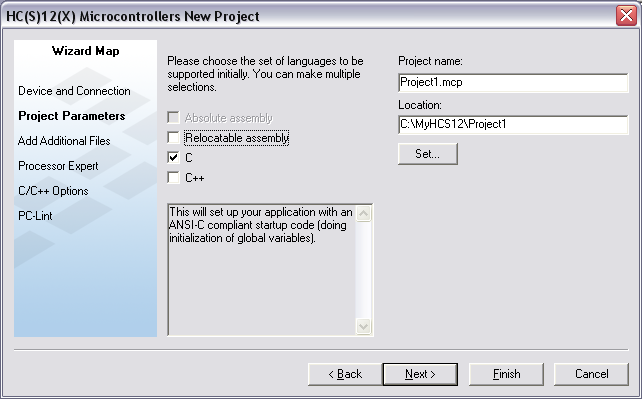 HC(S)12(X) Microcontrollers New Project
Wizard Map
Device and Connection
Project Parameters
Add Additional Files
Processor Expert
C/C++ Options
PC-Lint
Please choose the set of languages to be
supported initially. You can make multiple
selections.
Absolute assembly
Relocatable assembly
C
C++
This will set up your application with an
ANSI-C compliant startup code (doing
initialization of global variables).
Project name:
Project1.mcp
Location:
C:\MyHCS12\Project1
Set...
< Back
Next >
Finish
Cancel